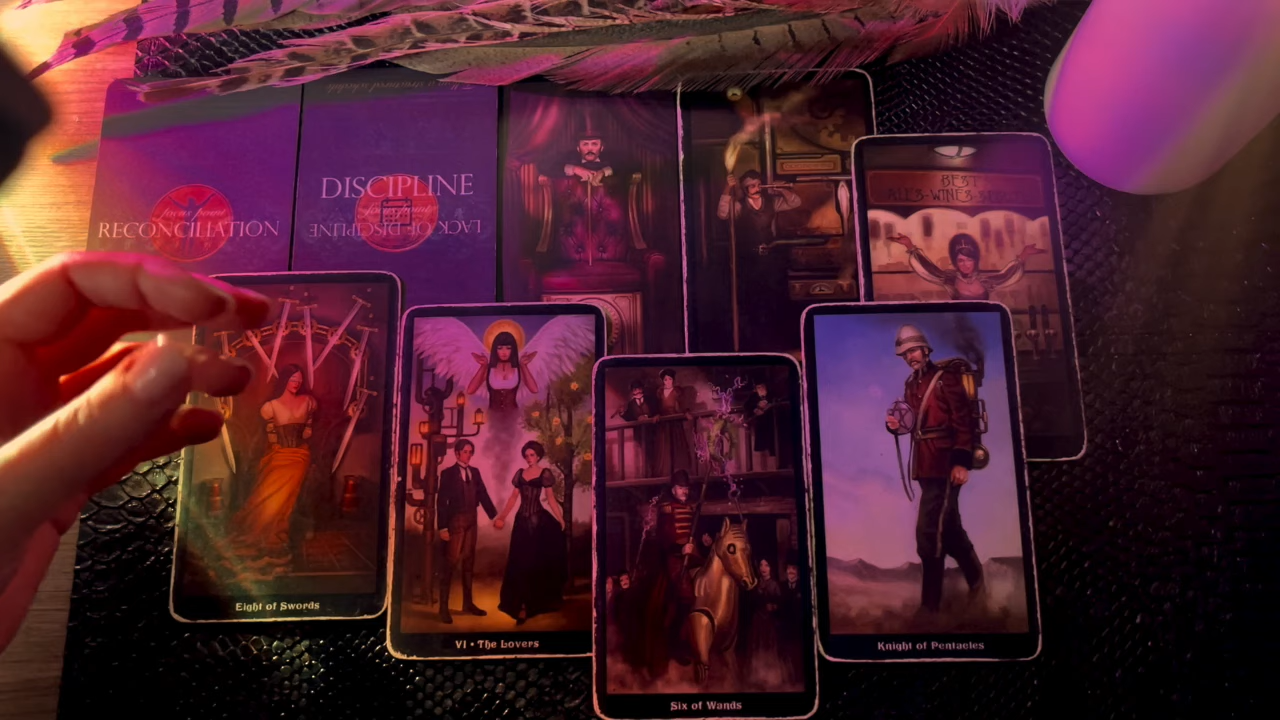 RECONCILIATION
DISCIPLINE
LACK OF DISCIPLINE
BEST
ALES-WINES
Eight of Swords
VI • The Lovers
Six of Wands
Knight of Pentacles